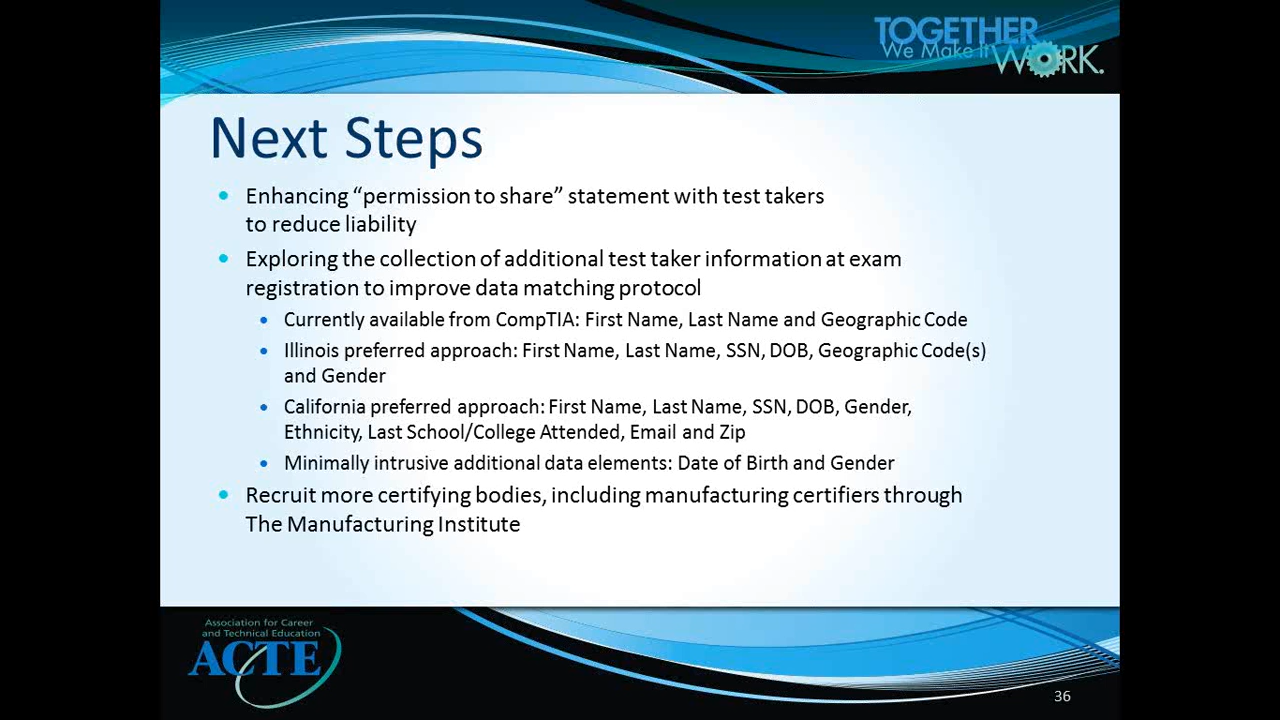 TOGETHER
We Make It
WORK.
Next Steps
• Enhancing “permission to share” statement with test takers
to reduce liability
• Exploring the collection of additional test taker information at exam
registration to improve data matching protocol
• Currently available from CompTIA: First Name, Last Name and Geographic Code
• Illinois preferred approach: First Name, Last Name, SSN, DOB, Geographic Code(s)
and Gender
• California preferred approach: First Name, Last Name, SSN, DOB, Gender,
Ethnicity, Last School/College Attended, Email and Zip
• Minimally intrusive additional data elements: Date of Birth and Gender
• Recruit more certifying bodies, including manufacturing certifiers through
The Manufacturing Institute
Association for Career
and Technical Education
ACTE
36